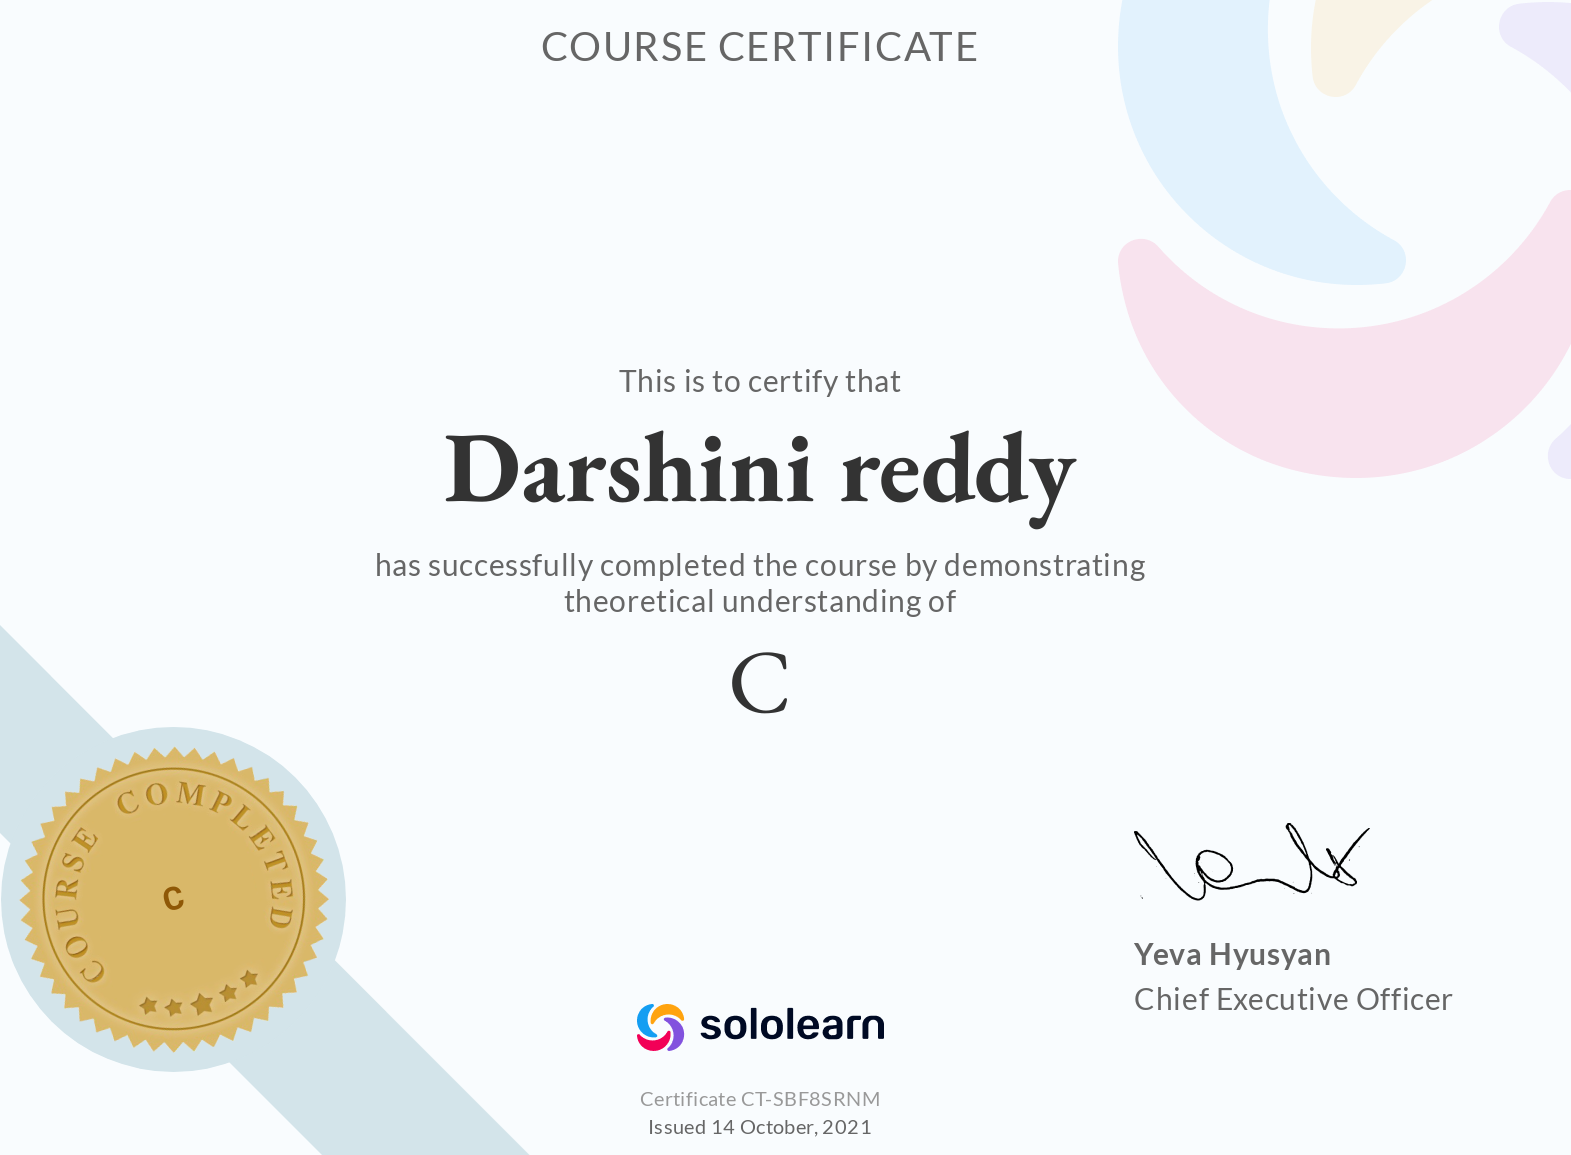 COURSE CERTIFICATE
This is to certify that
Darshini reddy
has successfully completed the course by demonstrating
theoretical understanding of
C
COURSE COMPLETED
C
Yeva Hyusyan
Chief Executive Officer
sololearn
Certificate CT-SBF8SRNM
Issued 14 October, 2021